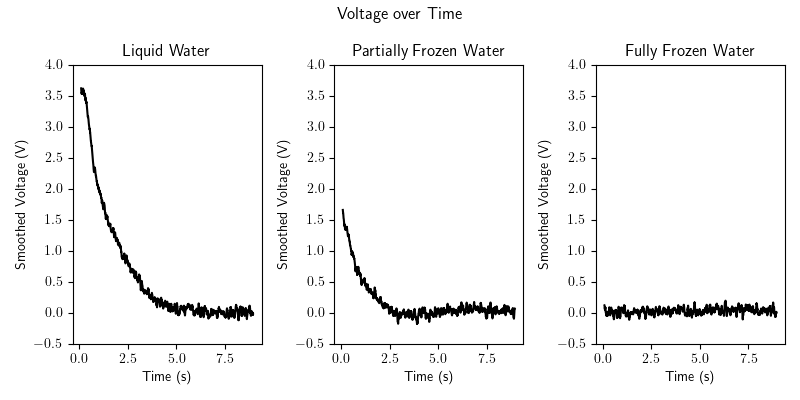 Voltage over Time
Liquid Water
Partially Frozen Water
Fully Frozen Water
4.0
3.5
3.0
2.5
2.0
1.5
1.0
0.5
0.0
−0.5
Smoothed Voltage (V)
0.0 2.5 5.0 7.5
Time (s)
4.0
3.5
3.0
2.5
2.0
1.5
1.0
0.5
0.0
−0.5
Smoothed Voltage (V)
0.0 2.5 5.0 7.5
Time (s)
4.0
3.5
3.0
2.5
2.0
1.5
1.0
0.5
0.0
−0.5
Smoothed Voltage (V)
0.0 2.5 5.0 7.5
Time (s)